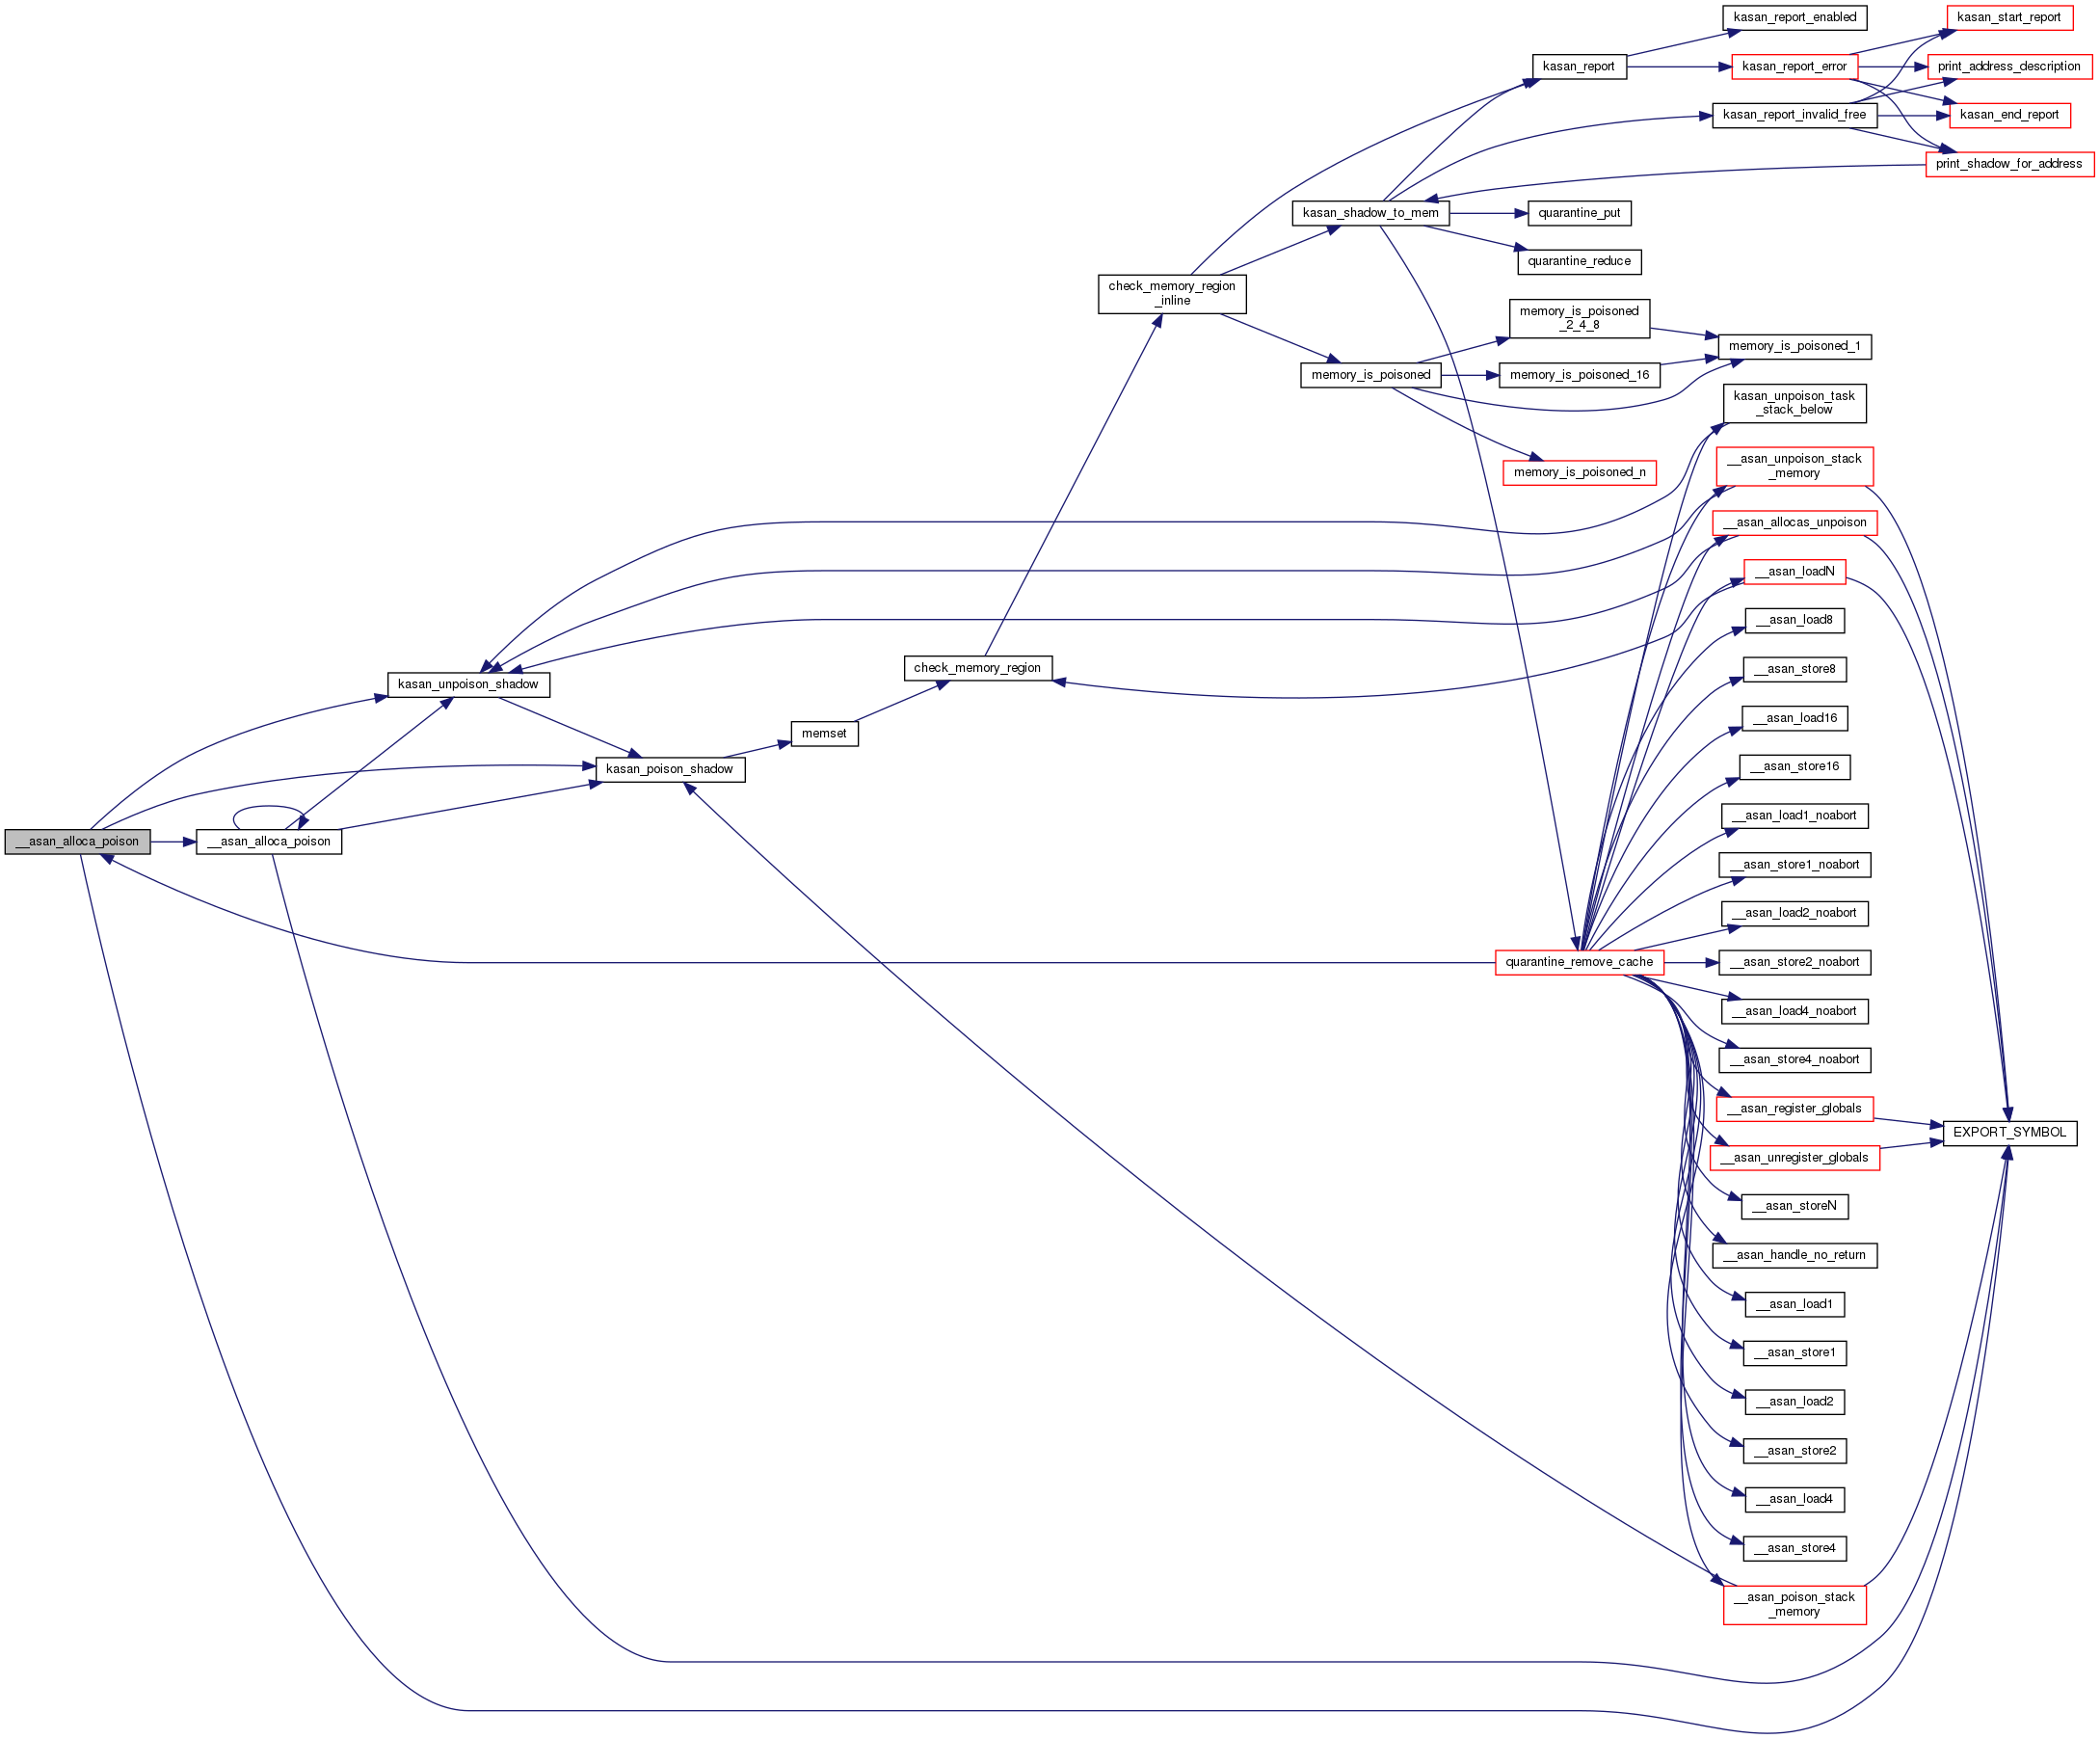 kasan_report_enabled
kasan_start_report
kasan_report
kasan_report_error
print_address_description
kasan_report_invalid_free
kasan_end_report
print_shadow_for_address
kasan_shadow_to_mem
quarantine_put
quarantine_reduce
check_memory_region
_inline
memory_is_poisoned
_2_4_8
memory_is_poisoned_1
memory_is_poisoned
memory_is_poisoned_16
kasan_unpoison_task
_stack_below
memory_is_poisoned_n
__asan_unpoison_stack
_memory
__asan_allocas_unpoison
__asan_loadN
__asan_load8
check_memory_region
__asan_store8
kasan_unpoison_shadow
__asan_load16
memset
__asan_store16
kasan_poison_shadow
__asan_load1_noabort
__asan_alloca_poison
__asan_alloca_poison
__asan_store1_noabort
__asan_load2_noabort
quarantine_remove_cache
__asan_store2_noabort
__asan_load4_noabort
__asan_store4_noabort
__asan_register_globals
EXPORT_SYMBOL
__asan_unregister_globals
__asan_storeN
__asan_handle_no_return
__asan_load1
__asan_store1
__asan_load2
__asan_store2
__asan_load4
__asan_store4
__asan_poison_stack
_memory